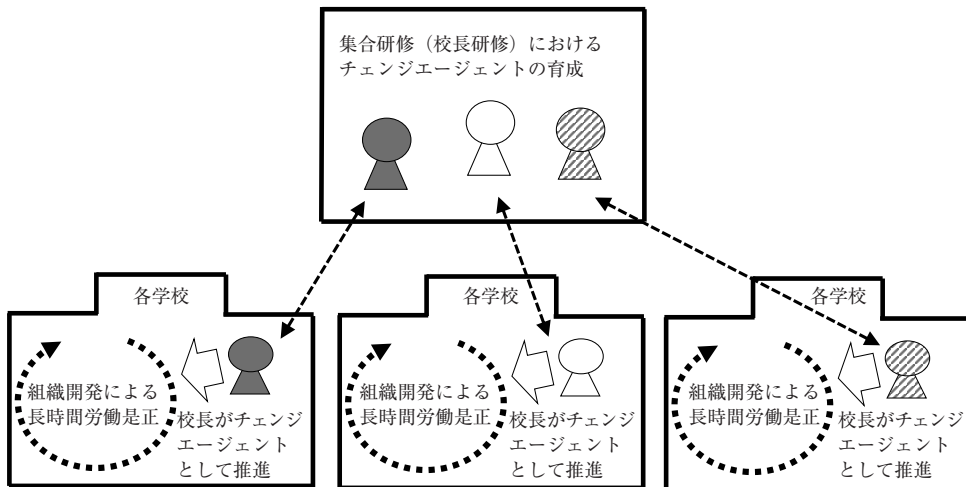 集合研修（校長研修）における
チェンジエージェントの育成
各学校
組織開発による
長時間労働是正
校長がチェンジ
エージェント
として推進
各学校
組織開発による
長時間労働是正
校長がチェンジ
エージェント
として推進
各学校
組織開発による
長時間労働是正
校長がチェンジ
エージェント
として推進